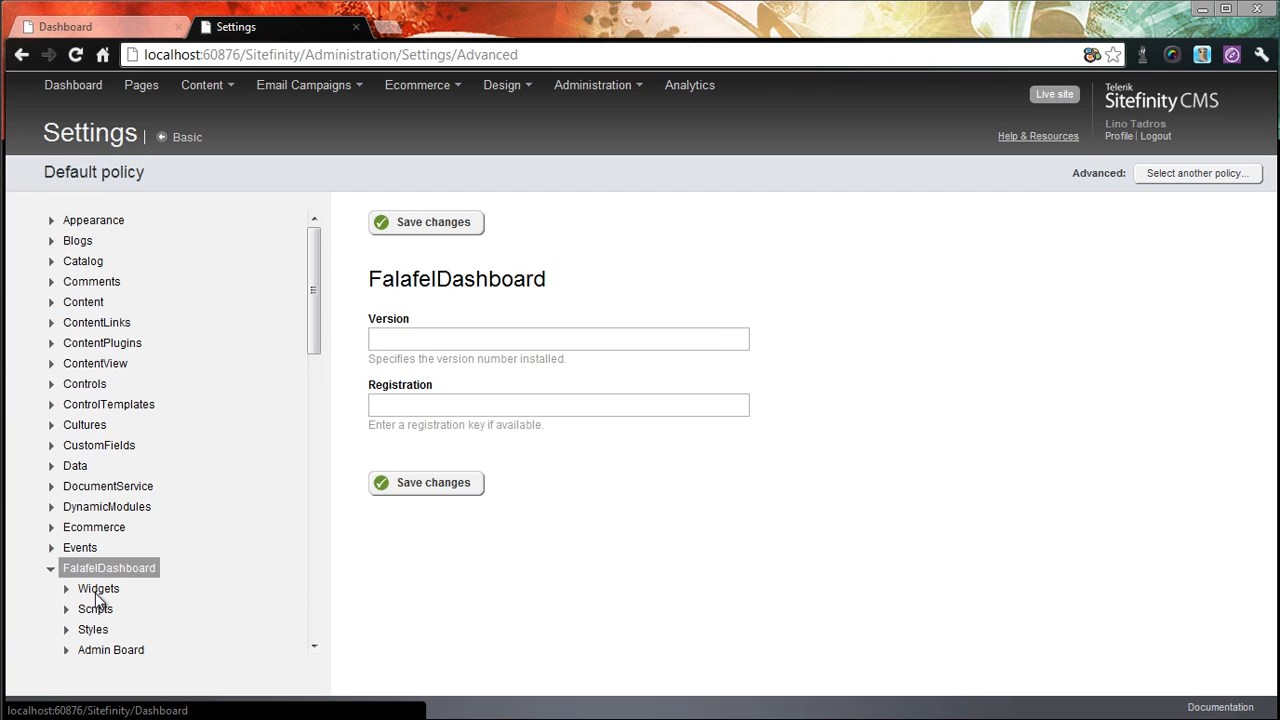 Dashboard
Settings
localhost:60876/Sitefinity/Administration/Settings/Advanced
Dashboard Pages Content Email Campaigns Ecommerce Design Administration Analytics
Live site
Telerik
Sitefinity CMS
Lino Tadros
Profile | Logout
Settings | Basic
Help & Resources
Default policy
Advanced: Select another policy...
Appearance
Blogs
Catalog
Comments
Content
ContentLinks
ContentPlugins
ContentView
Controls
ControlTemplates
Cultures
CustomFields
Data
DocumentService
DynamicModules
Ecommerce
Events
FalafelDashboard
Widgets
Scripts
Styles
Admin Board
Save changes
FalafelDashboard
Version
Specifies the version number installed.
Registration
Enter a registration key if available.
Save changes
localhost:60876/Sitefinity/Dashboard
Documentation